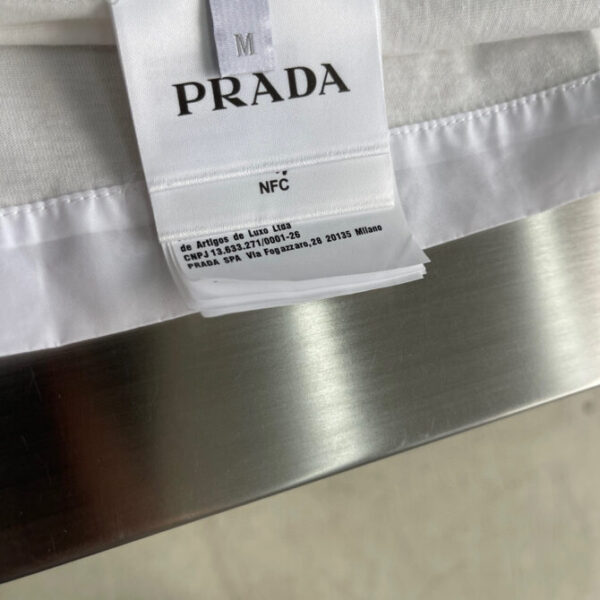 M
PRADA
NFC
de Artigos de Luxo Ltda
CNPJ 13,633.271/0001-26
PRADA SPA Via Fogazzaro,28 20135 Milano